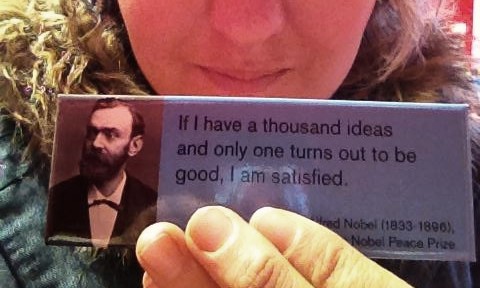 If I have a thousand ideas
and only one turns out to be
good, I am satisfied.
lfred Nobel (1833-1896),
Nobel Peace Prize